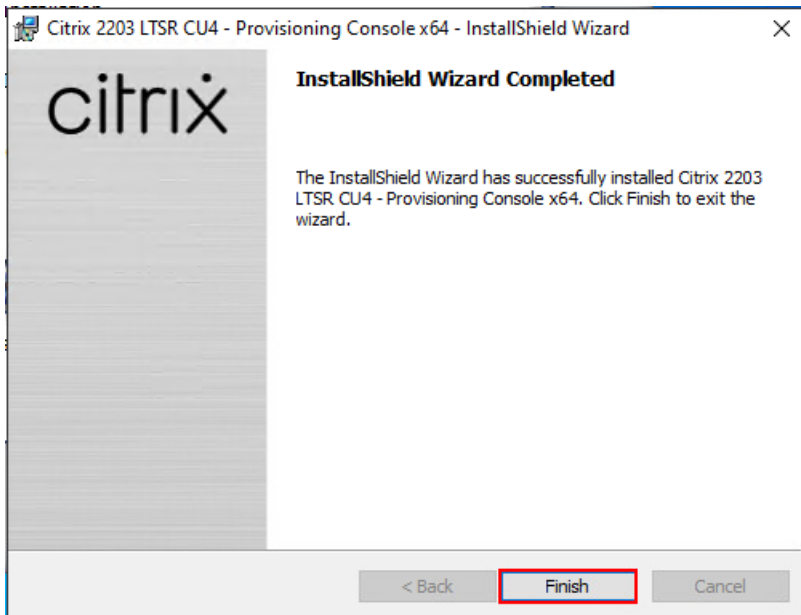 Citrix 2203 LTSR CU4 - Provisioning Console x64 - InstallShield Wizard
citrix
InstallShield Wizard Completed
The InstallShield Wizard has successfully installed Citrix 2203
LTSR CU4 - Provisioning Console x64. Click Finish to exit the
wizard.
< Back
Finish
Cancel